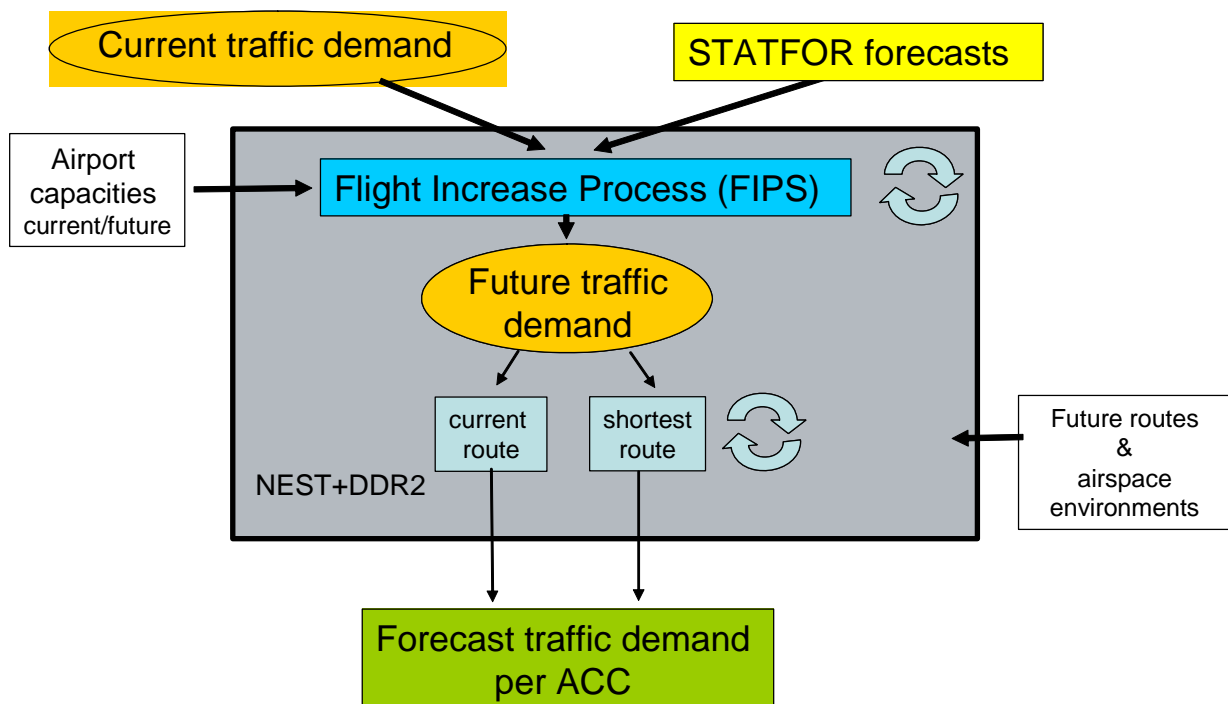 Current traffic demand
STATFOR forecasts
Airport
capacities
current/future
Flight Increase Process (FIPS)
Future traffic
demand
current
route
shortest
route
NEST+DDR2
Future routes
&
airspace
environments
Forecast traffic demand
per ACC